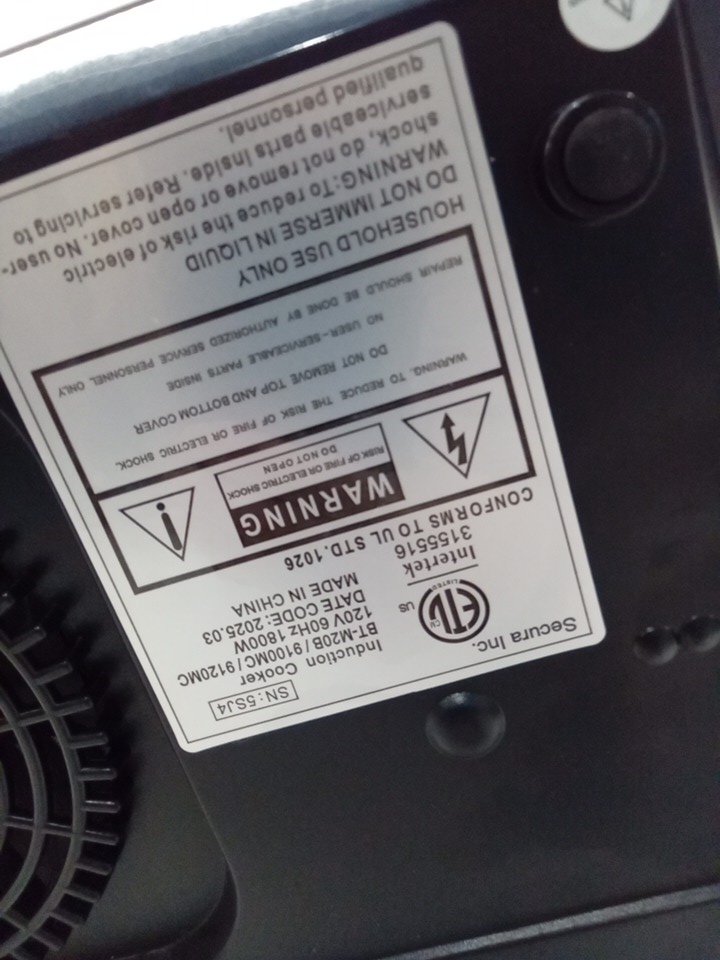 Secura Inc.
SN:5SJ4
Induction Cooker
BT-M20B / 9100MC / 9120MC
120V 60HZ 1800W
DATE CODE:2025.03
MADE IN CHINA
ETL
CM
LISTED
US
Intertek
3155516
CONFORMS TO UL STD.1026
WARNING
RISK OF FIRE OR ELECTRIC SHOCK
DO NOT OPEN
WARNING. TO REDUCE THE RISK OF FIRE OR ELECTRIC SHOCK.
DO NOT REMOVE TOP AND BOTTOM COVER
NO USER-SERVICEABLE PARTS INSIDE
REPAIR SHOULD BE DONE BY AUTHORIZED SERVICE PERSONNEL ONLY
HOUSEHOLD USE ONLY
DO NOT IMMERSE IN LIQUID
WARNING:To reduce the risk of electric
shock, do not remove or open cover. No user-
serviceable parts inside. Refer servicing to
qualified personnel.